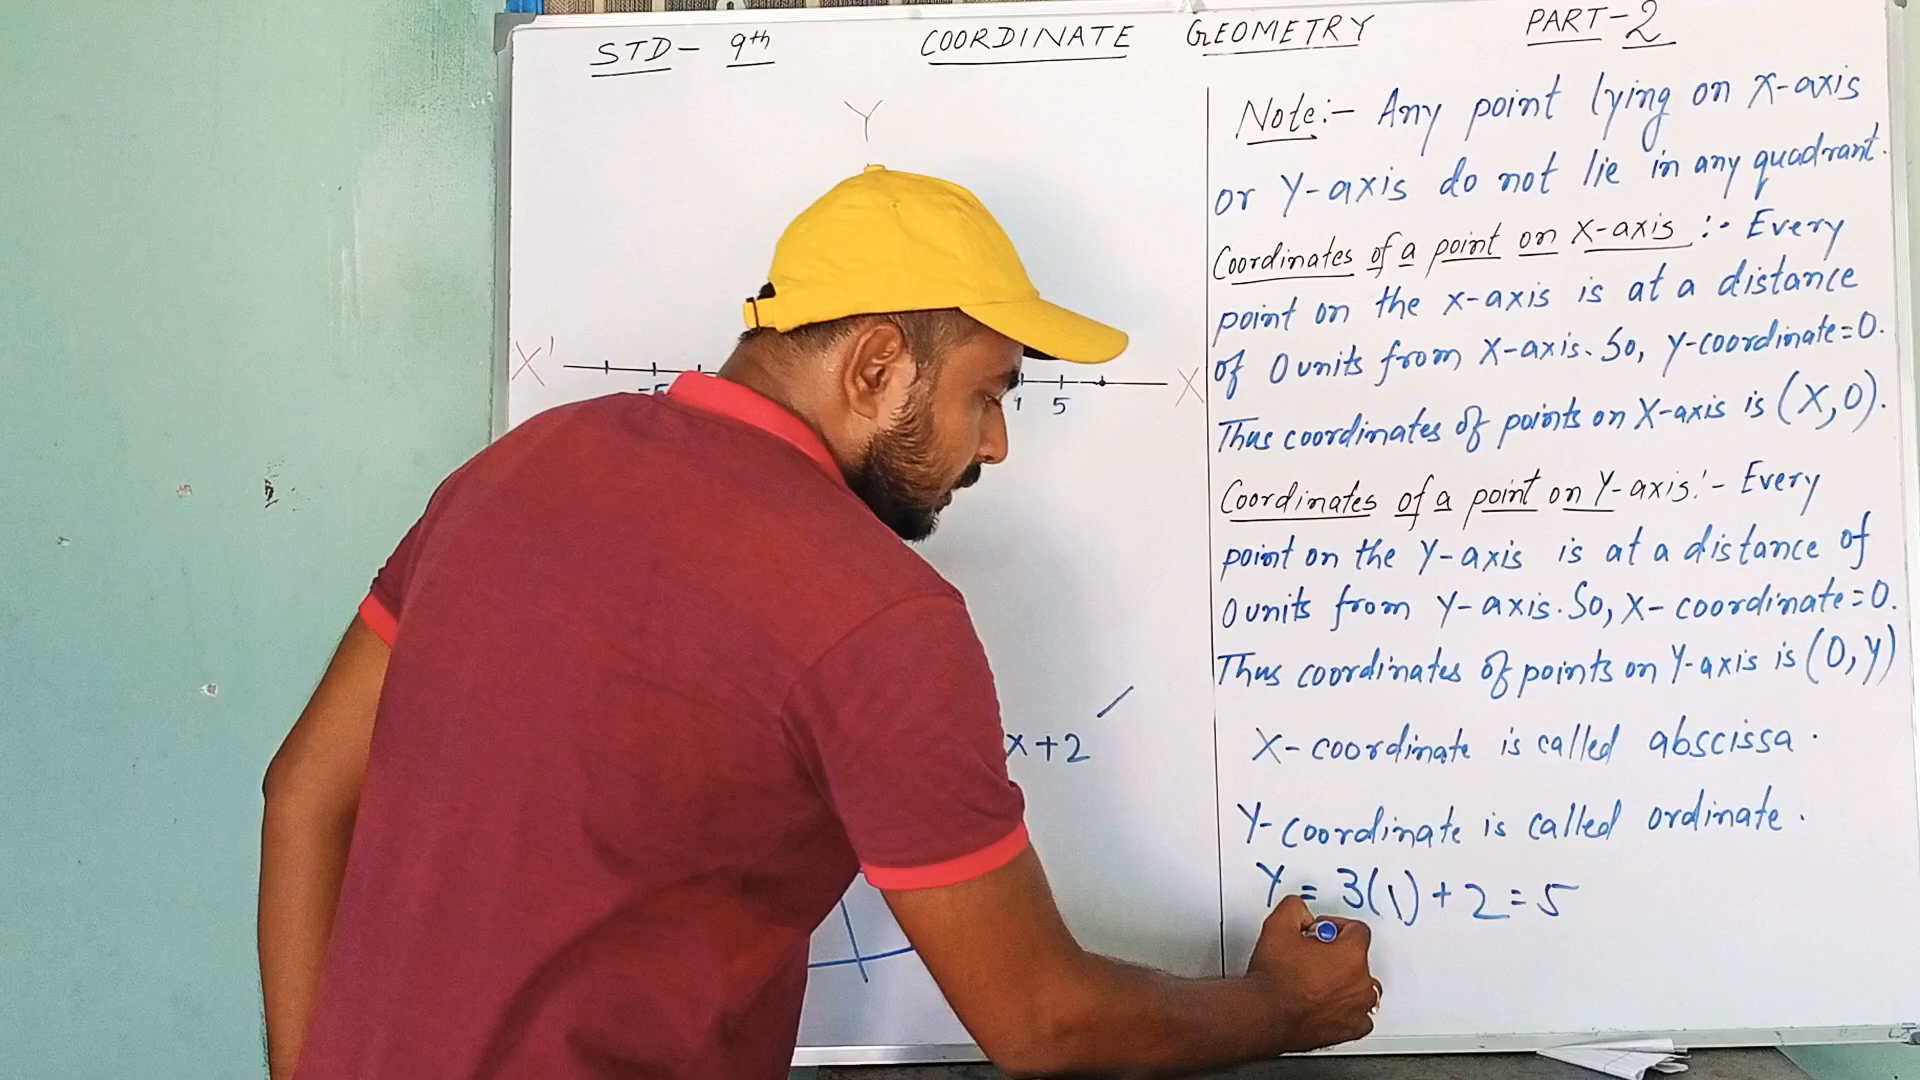 STD- 9th COORDINATE GEOMETRY PART-2
Y
X'
-5
5
X
x+2
Note:- Any point lying on X-axis
or Y-axis do not lie in any quadrant.
Coordinates of a point on X-axis :- Every
point on the X-axis is at a distance
of 0 units from X-axis. So, Y-coordinate=0.
Thus coordinates of points on X-axis is (X,0).
Coordinates of a point on Y-axis:- Every
point on the Y-axis is at a distance of
0 units from Y-axis. So, X-coordinate=0.
Thus coordinates of points on Y-axis is (0,Y)
X-coordinate is called abscissa.
Y-coordinate is called ordinate.
Y = 3(1)+2=5